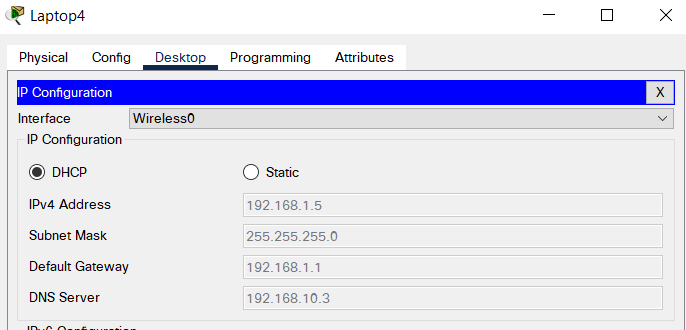 Laptop4
Physical Config Desktop Programming Attributes
IP Configuration X
Interface Wireless0
IP Configuration
DHCP Static
IPv4 Address 192.168.1.5
Subnet Mask 255.255.255.0
Default Gateway 192.168.1.1
DNS Server 192.168.10.3
IPv6 Configuration